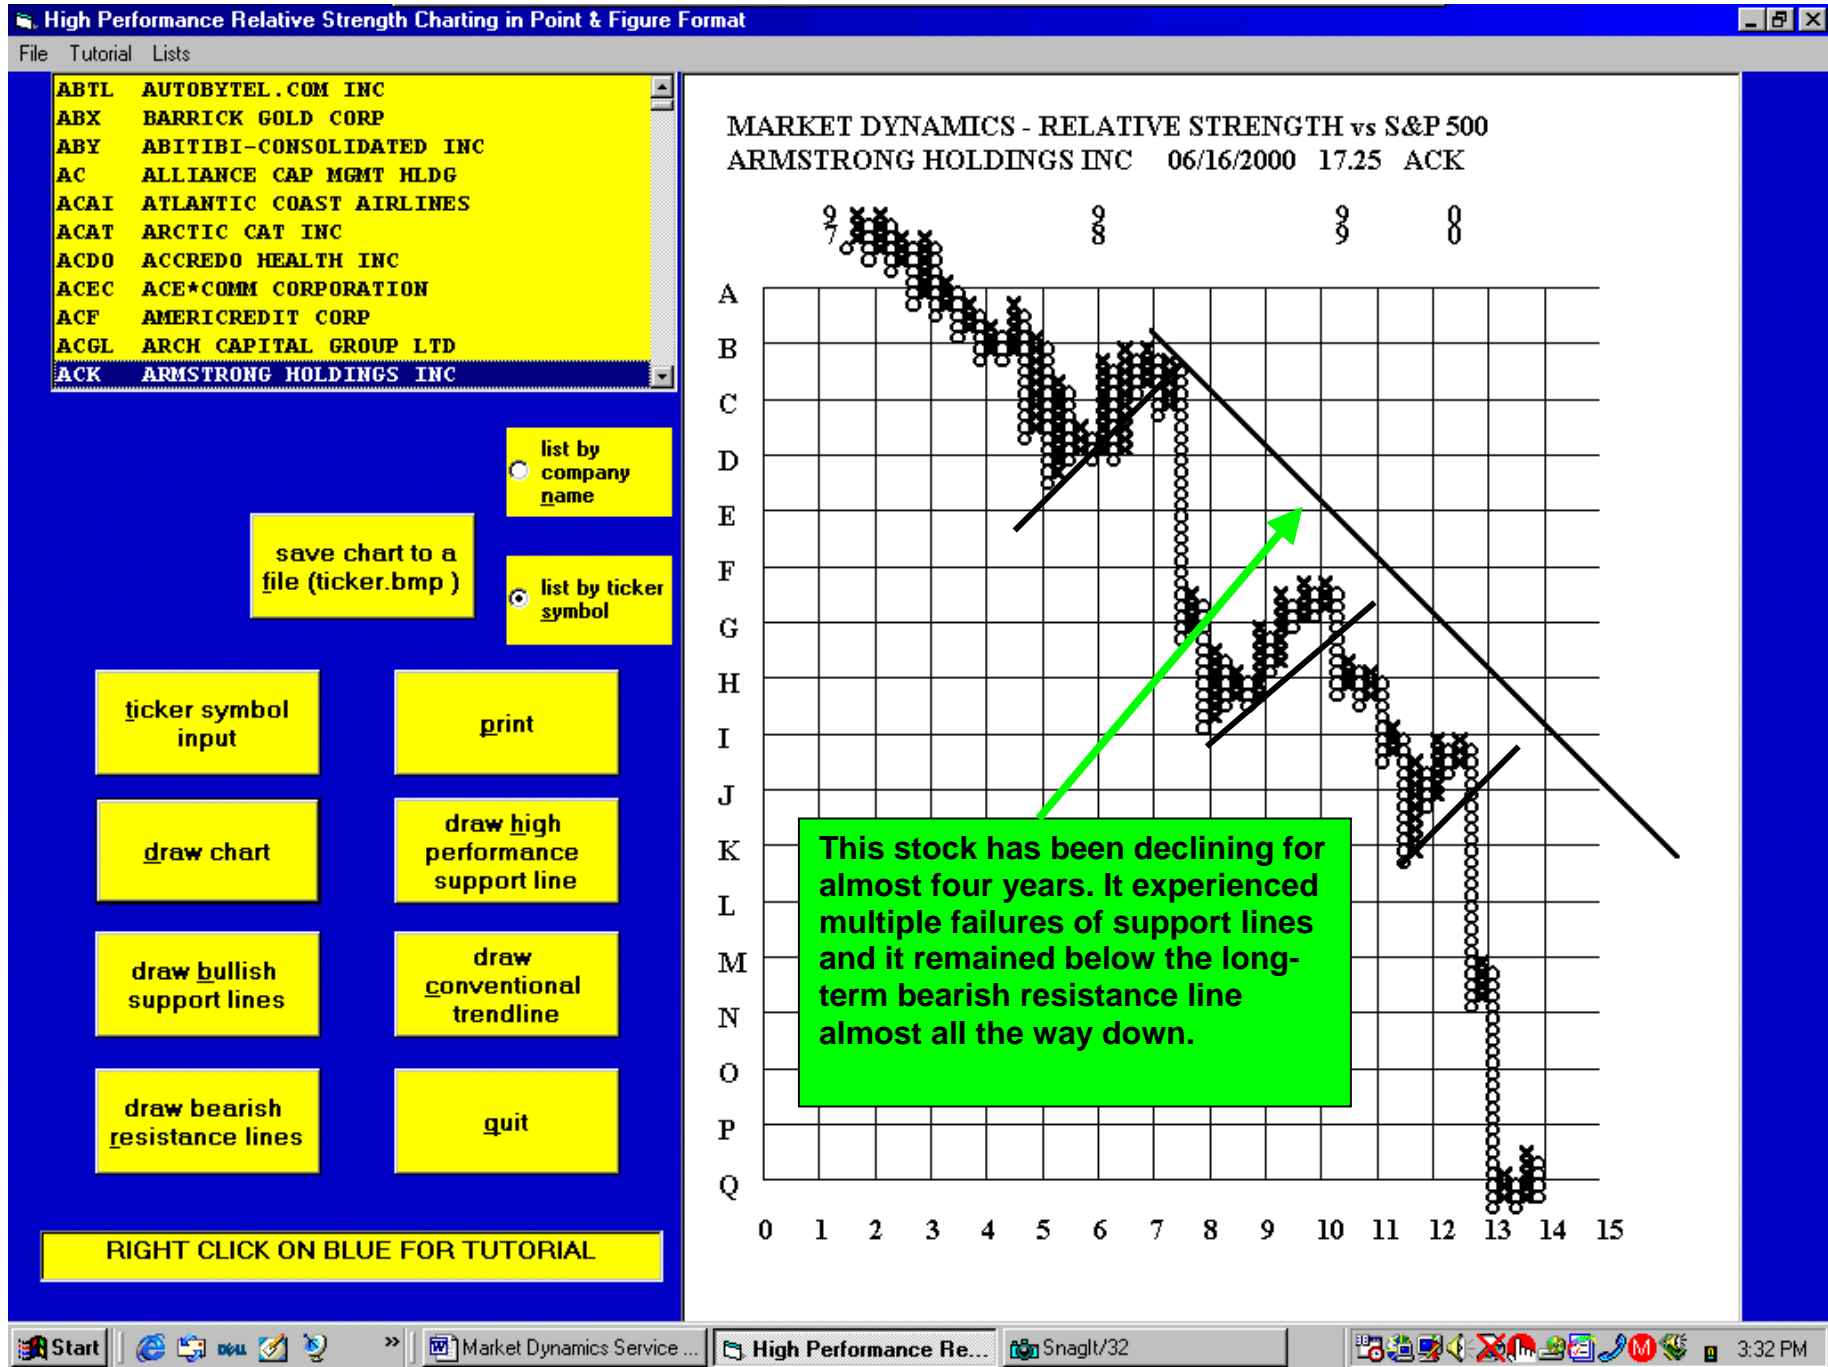 High Performance Relative Strength Charting in Point & Figure Format
File Tutorial Lists
ABTL AUTOBYTEL.COM INC
ABX BARRICK GOLD CORP
ABY ABITIBI-CONSOLIDATED INC
AC ALLIANCE CAP MGMT HLDG
ACAI ATLANTIC COAST AIRLINES
ACAT ARCTIC CAT INC
ACDO ACCREDO HEALTH INC
ACEC ACE*COMM CORPORATION
ACF AMERICREDIT CORP
ACGL ARCH CAPITAL GROUP LTD
ACK ARMSTRONG HOLDINGS INC
list by
company
name
save chart to a
file (ticker.bmp )
list by ticker
symbol
ticker symbol
input
print
draw chart
draw high
performance
support line
draw bullish
support lines
draw
conventional
trendline
draw bearish
resistance lines
quit
RIGHT CLICK ON BLUE FOR TUTORIAL
MARKET DYNAMICS - RELATIVE STRENGTH vs S&P 500
ARMSTRONG HOLDINGS INC 06/16/2000 17.25 ACK
97 98 99 00
A
B
C
D
E
F
G
H
I
J
K
L
M
N
O
P
Q
This stock has been declining for
almost four years. It experienced
multiple failures of support lines
and it remained below the long-
term bearish resistance line
almost all the way down.
0 1 2 3 4 5 6 7 8 9 10 11 12 13 14 15
Start
DELL
»
Market Dynamics Service ...
High Performance Re...
SnagIt/32
3:32 PM